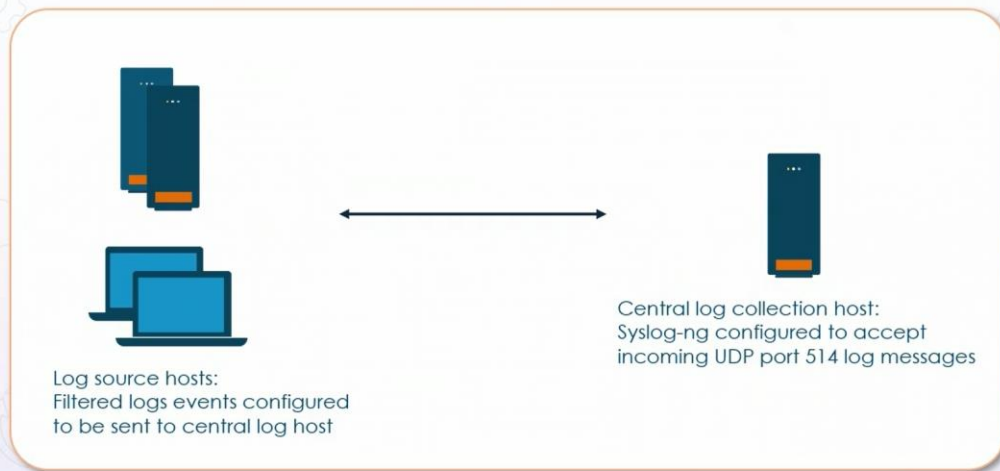 Log source hosts:
Filtered logs events configured
to be sent to central log host
Central log collection host:
Syslog-ng configured to accept
incoming UDP port 514 log messages